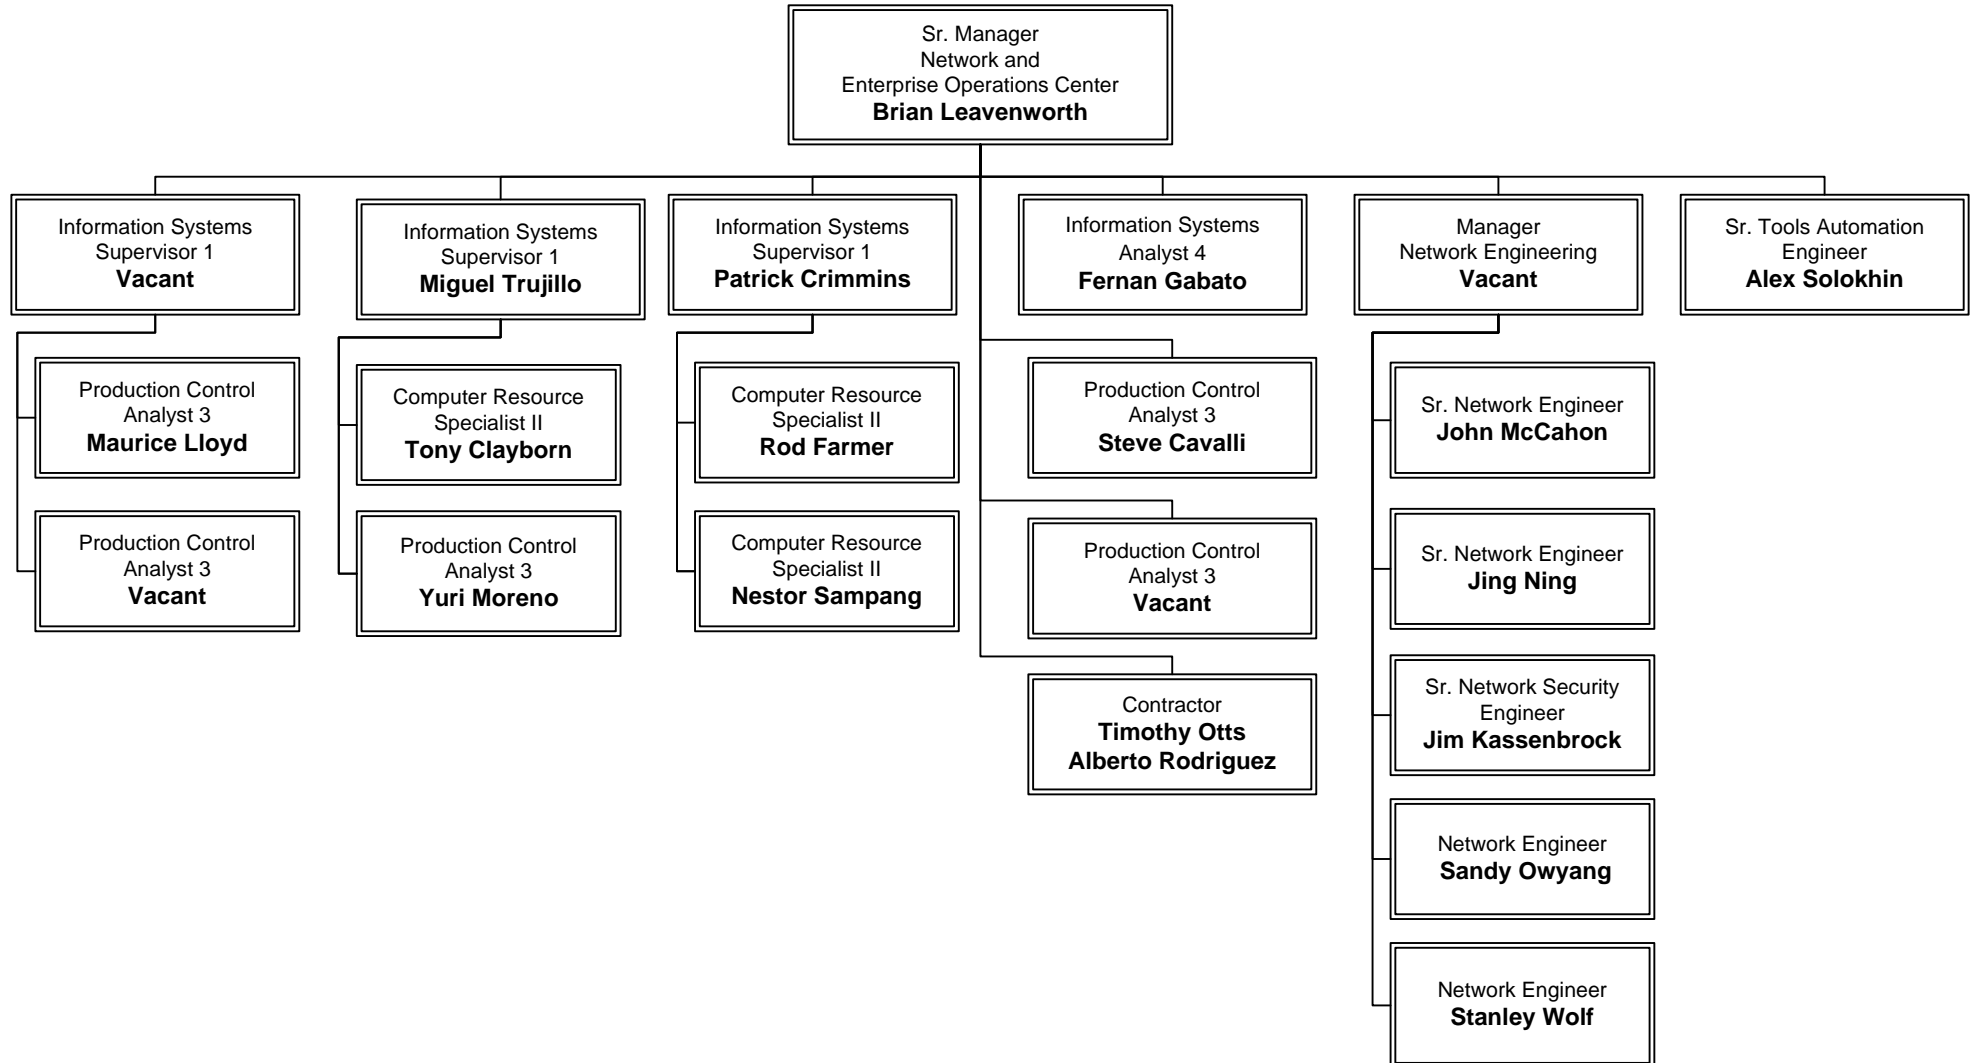 Sr. Manager
Network and
Enterprise Operations Center
Brian Leavenworth
Information Systems
Supervisor 1
Vacant
Production Control
Analyst 3
Maurice Lloyd
Production Control
Analyst 3
Vacant
Information Systems
Supervisor 1
Miguel Trujillo
Computer Resource
Specialist II
Tony Clayborn
Production Control
Analyst 3
Yuri Moreno
Information Systems
Supervisor 1
Patrick Crimmins
Computer Resource
Specialist II
Rod Farmer
Computer Resource
Specialist II
Nestor Sampang
Information Systems
Analyst 4
Fernan Gabato
Production Control
Analyst 3
Steve Cavalli
Production Control
Analyst 3
Vacant
Contractor
Timothy Otts
Alberto Rodriguez
Manager
Network Engineering
Vacant
Sr. Network Engineer
John McCahon
Sr. Network Engineer
Jing Ning
Sr. Network Security
Engineer
Jim Kassenbrock
Network Engineer
Sandy Owyang
Network Engineer
Stanley Wolf
Sr. Tools Automation
Engineer
Alex Solokhin